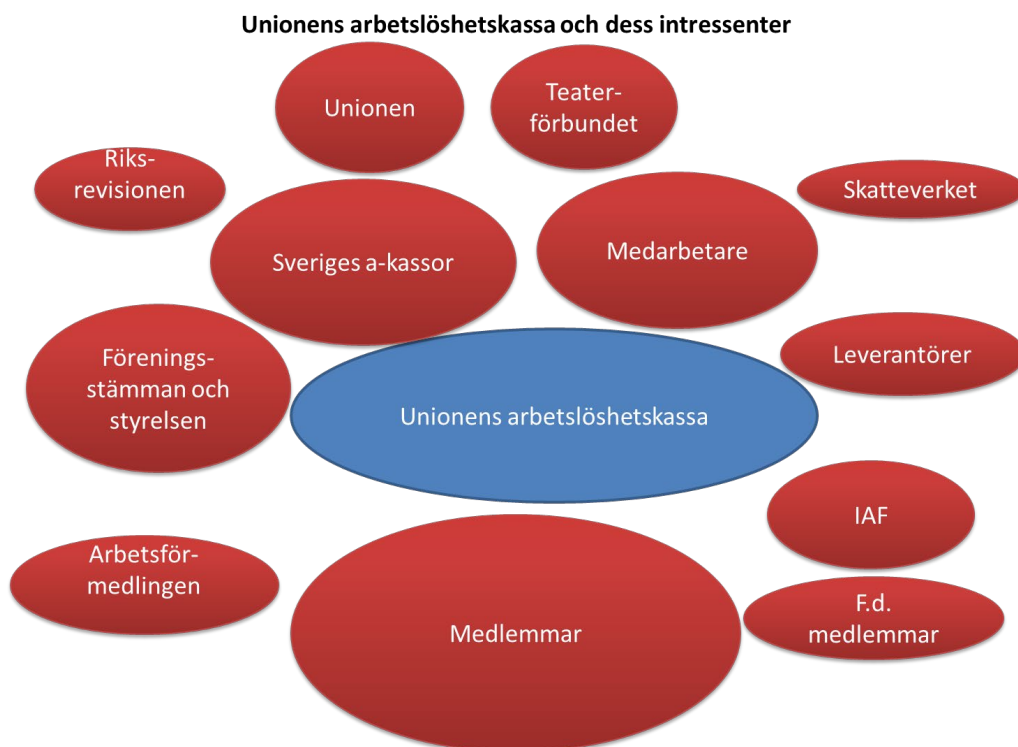 Unionens arbetslöshetskassa och dess intressenter
Unionen
Teater-
förbundet
Riks-
revisionen
Skatteverket
Sveriges a-kassor
Medarbetare
Förenings-
stämman och
styrelsen
Leverantörer
Unionens arbetslöshetskassa
IAF
Arbetsför-
medlingen
F.d.
medlemmar
Medlemmar